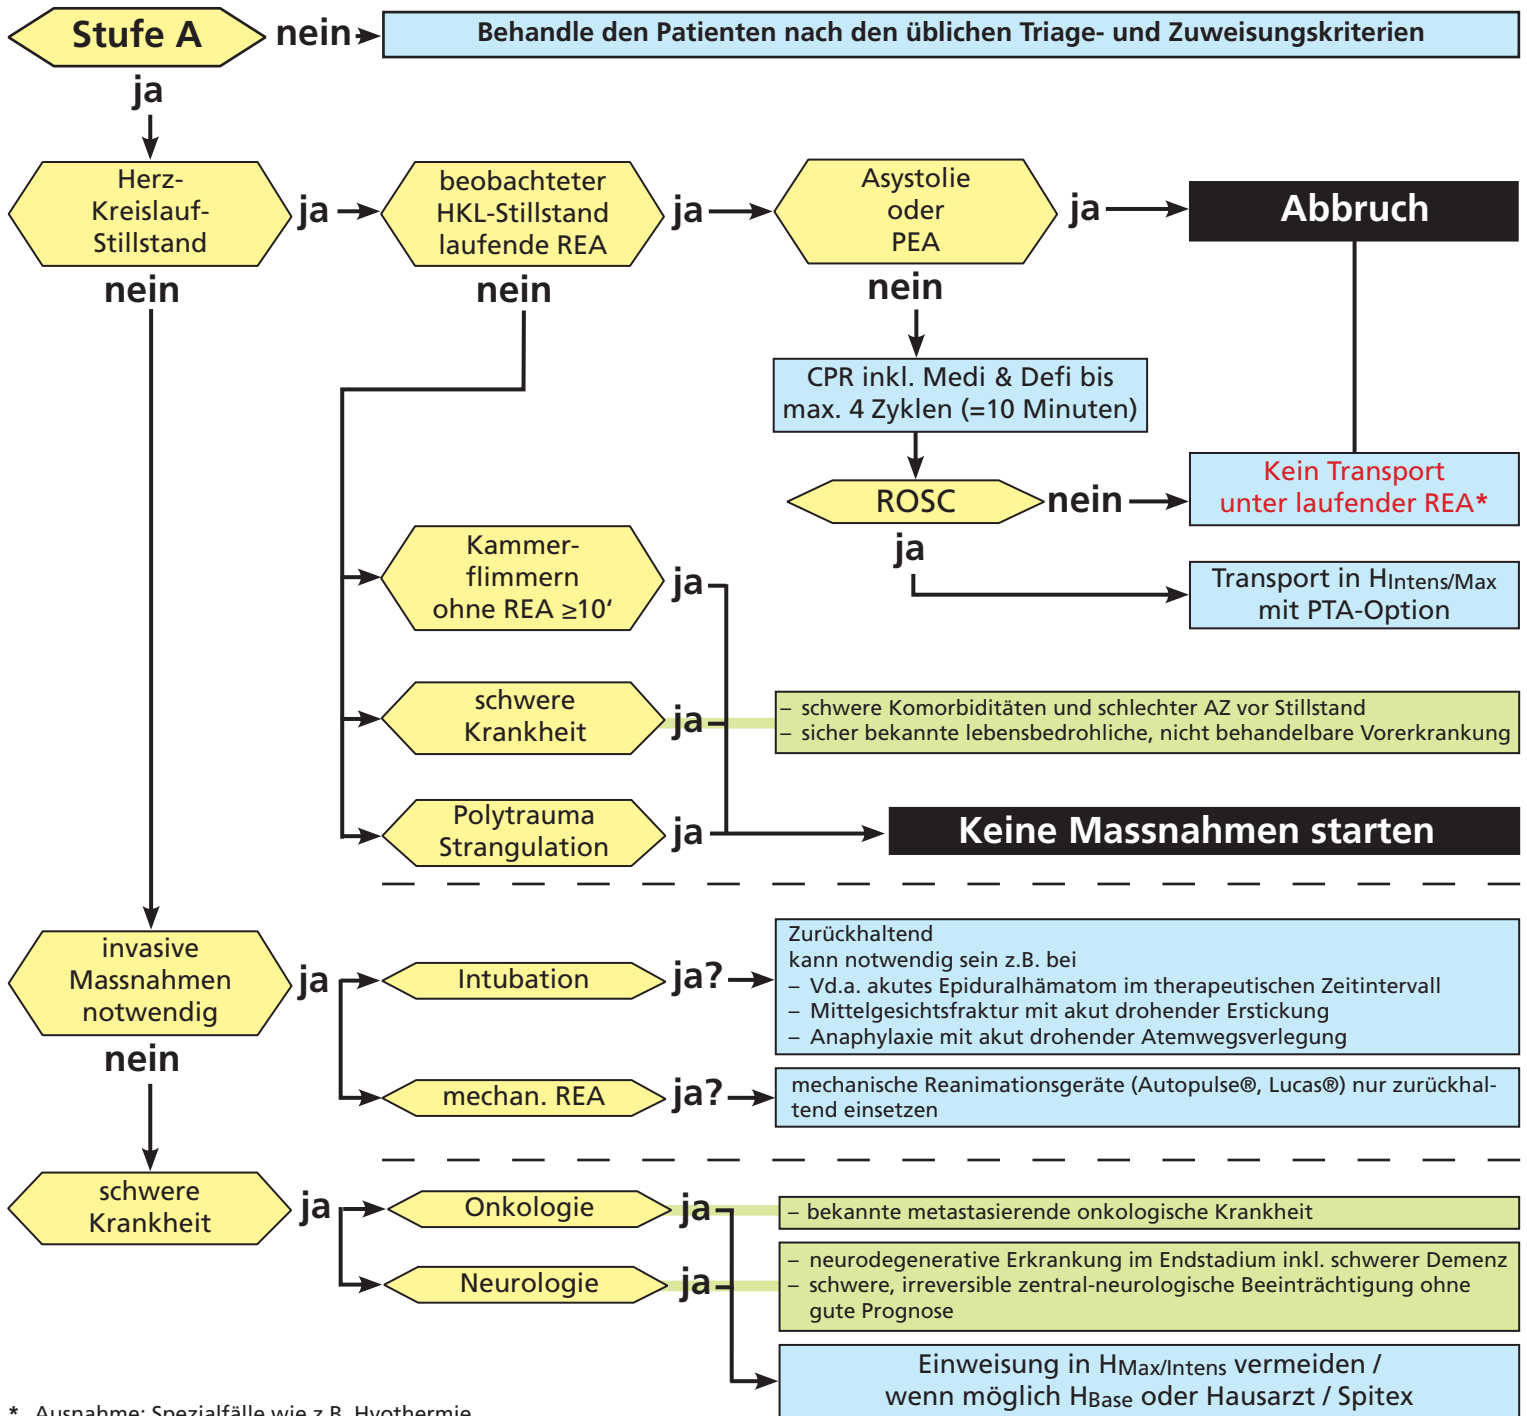 Stufe A
nein
Behandle den Patienten nach den üblichen Triage- und Zuweisungskriterien
ja
Herz-
Kreislauf-
Stillstand
ja
beobachteter
HKL-Stillstand
laufende REA
ja
Asystolie
oder
PEA
ja
Abbruch
nein
nein
nein
CPR inkl. Medi & Defi bis
max. 4 Zyklen (=10 Minuten)
ROSC
nein
Kein Transport
unter laufender REA*
ja
Transport in HIntens/Max
mit PTA-Option
Kammer-
flimmern
ohne REA ≥10‘
ja
schwere
Krankheit
ja
– schwere Komorbiditäten und schlechter AZ vor Stillstand
– sicher bekannte lebensbedrohliche, nicht behandelbare Vorerkrankung
Polytrauma
Strangulation
ja
Keine Massnahmen starten
invasive
Massnahmen
notwendig
ja
Intubation
ja?
Zurückhaltend
kann notwendig sein z.B. bei
– Vd.a. akutes Epiduralhämatom im therapeutischen Zeitintervall
– Mittelgesichtsfraktur mit akut drohender Erstickung
– Anaphylaxie mit akut drohender Atemwegsverlegung
nein
mechan. REA
ja?
mechanische Reanimationsgeräte (Autopulse®, Lucas®) nur zurückhal-
tend einsetzen
schwere
Krankheit
ja
Onkologie
ja
– bekannte metastasierende onkologische Krankheit
Neurologie
ja
– neurodegenerative Erkrankung im Endstadium inkl. schwerer Demenz
– schwere, irreversible zentral-neurologische Beeinträchtigung ohne
gute Prognose
Einweisung in HMax/Intens vermeiden /
wenn möglich HBase oder Hausarzt / Spitex
* Ausnahme: Spezialfälle wie z.B. Hyothermie